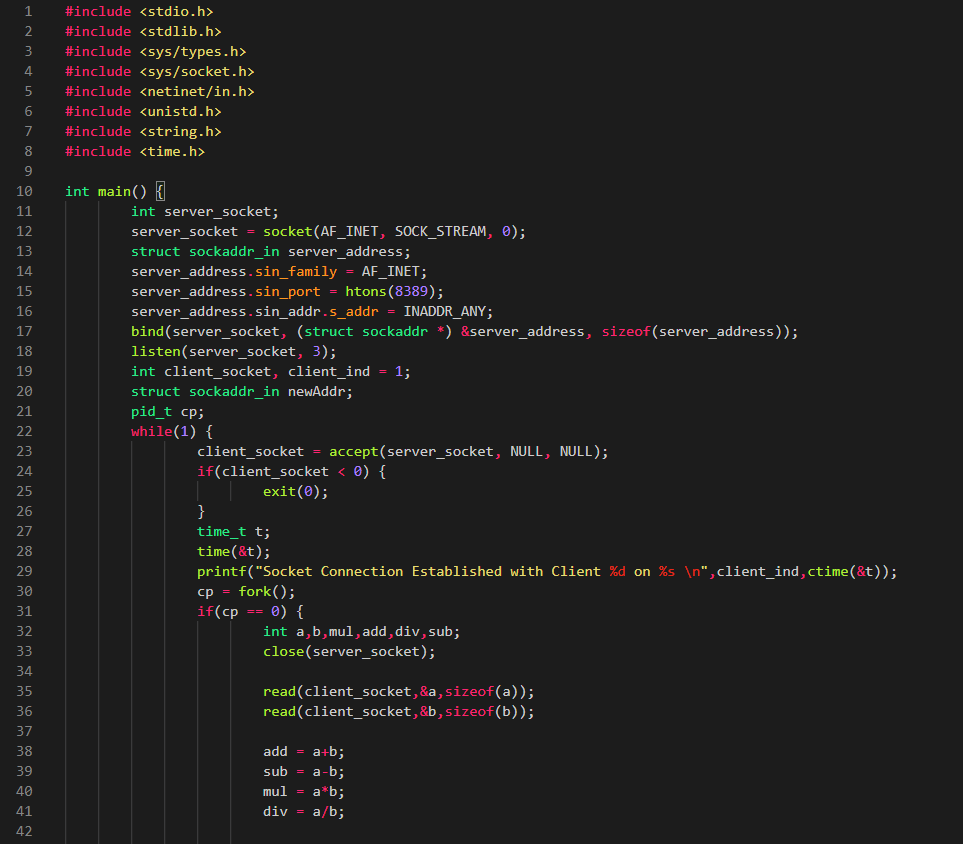 1 #include <stdio.h>
2 #include <stdlib.h>
3 #include <sys/types.h>
4 #include <sys/socket.h>
5 #include <netinet/in.h>
6 #include <unistd.h>
7 #include <string.h>
8 #include <time.h>
9
10 int main() {
11 int server_socket;
12 server_socket = socket(AF_INET, SOCK_STREAM, 0);
13 struct sockaddr_in server_address;
14 server_address.sin_family = AF_INET;
15 server_address.sin_port = htons(8389);
16 server_address.sin_addr.s_addr = INADDR_ANY;
17 bind(server_socket, (struct sockaddr *) &server_address, sizeof(server_address));
18 listen(server_socket, 3);
19 int client_socket, client_ind = 1;
20 struct sockaddr_in newAddr;
21 pid_t cp;
22 while(1) {
23 client_socket = accept(server_socket, NULL, NULL);
24 if(client_socket < 0) {
25 exit(0);
26 }
27 time_t t;
28 time(&t);
29 printf("Socket Connection Established with Client %d on %s \n",client_ind,ctime(&t));
30 cp = fork();
31 if(cp == 0) {
32 int a,b,mul,add,div,sub;
33 close(server_socket);
34
35 read(client_socket,&a,sizeof(a));
36 read(client_socket,&b,sizeof(b));
37
38 add = a+b;
39 sub = a-b;
40 mul = a*b;
41 div = a/b;
42